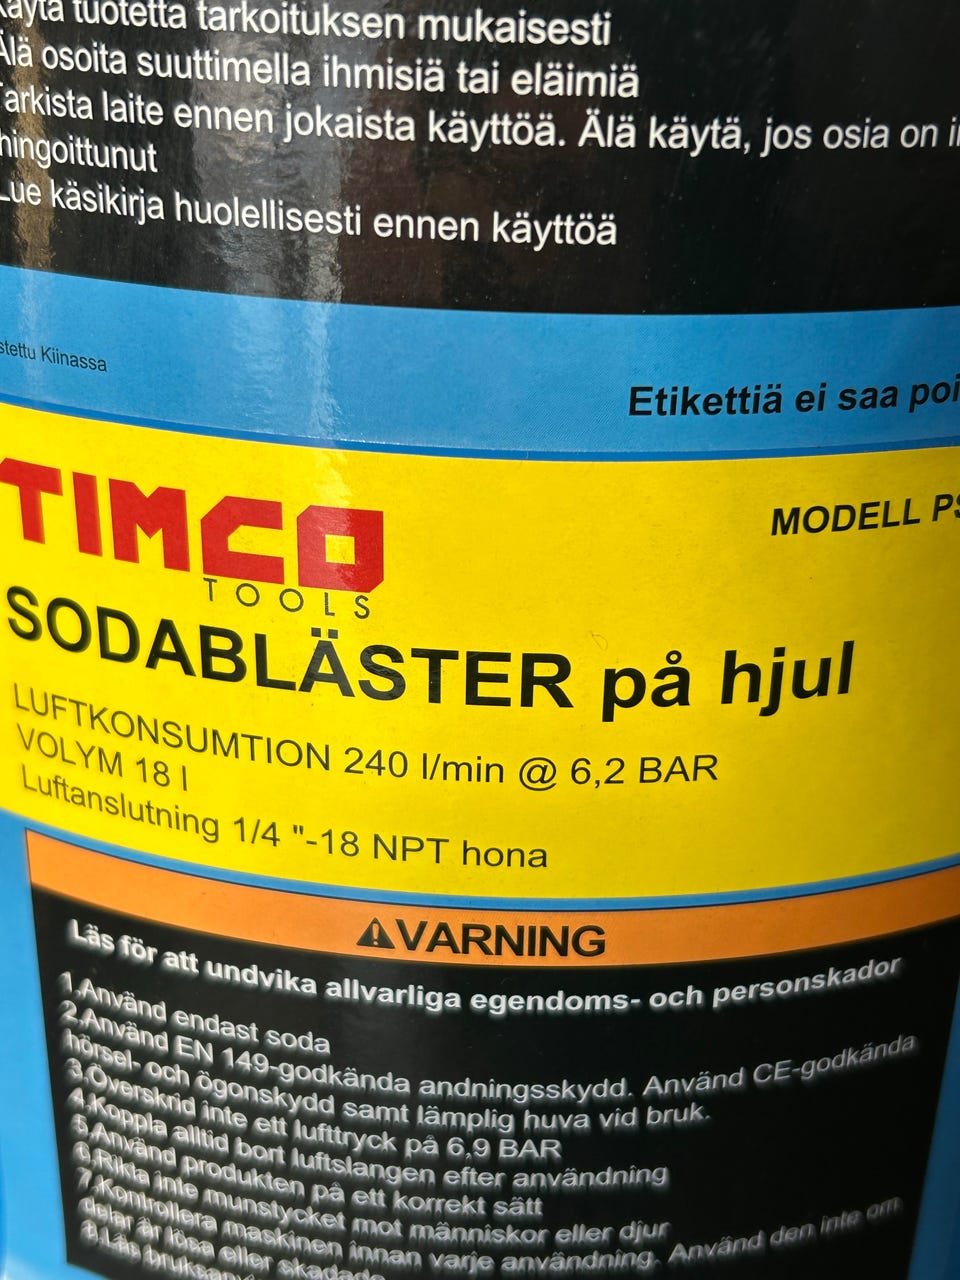 tuotetta tarkoituksen mukaisesti
Älä osoita suuttimella ihmisiä tai eläimiä
Tarkista laite ennen jokaista käyttöä. Älä käytä, jos osia on
hingoittunut
Lue käsikirja huolellisesti ennen käyttöä
stettu Kiinassa
Etikettiä ei saa poi
TIMCO
TOOLS
MODELL PS
SODABLÄSTER på hjul
LUFTKONSUMTION 240 l/min @ 6,2 BAR
VOLYM 18 l
Luftanslutning 1/4 "-18 NPT hona
VARNING
Läs för att undvika allvarliga egendoms- och personskador
1.Använd endast soda
2.Använd EN 149-godkända andningsskydd. Använd CE-godkända
hörsel- och ögonskydd samt lämplig huva vid bruk.
3.Överskrid inte ett lufttryck på 6,9 BAR
4.Koppla alltid bort luftslangen efter användning
5.Använd produkten på ett korrekt sätt
6.Rikta inte munstycket mot människor eller djur
7.Kontrollera maskinen innan varje användning. Använd den inte om
delar är lösa eller skadade
8.Läs